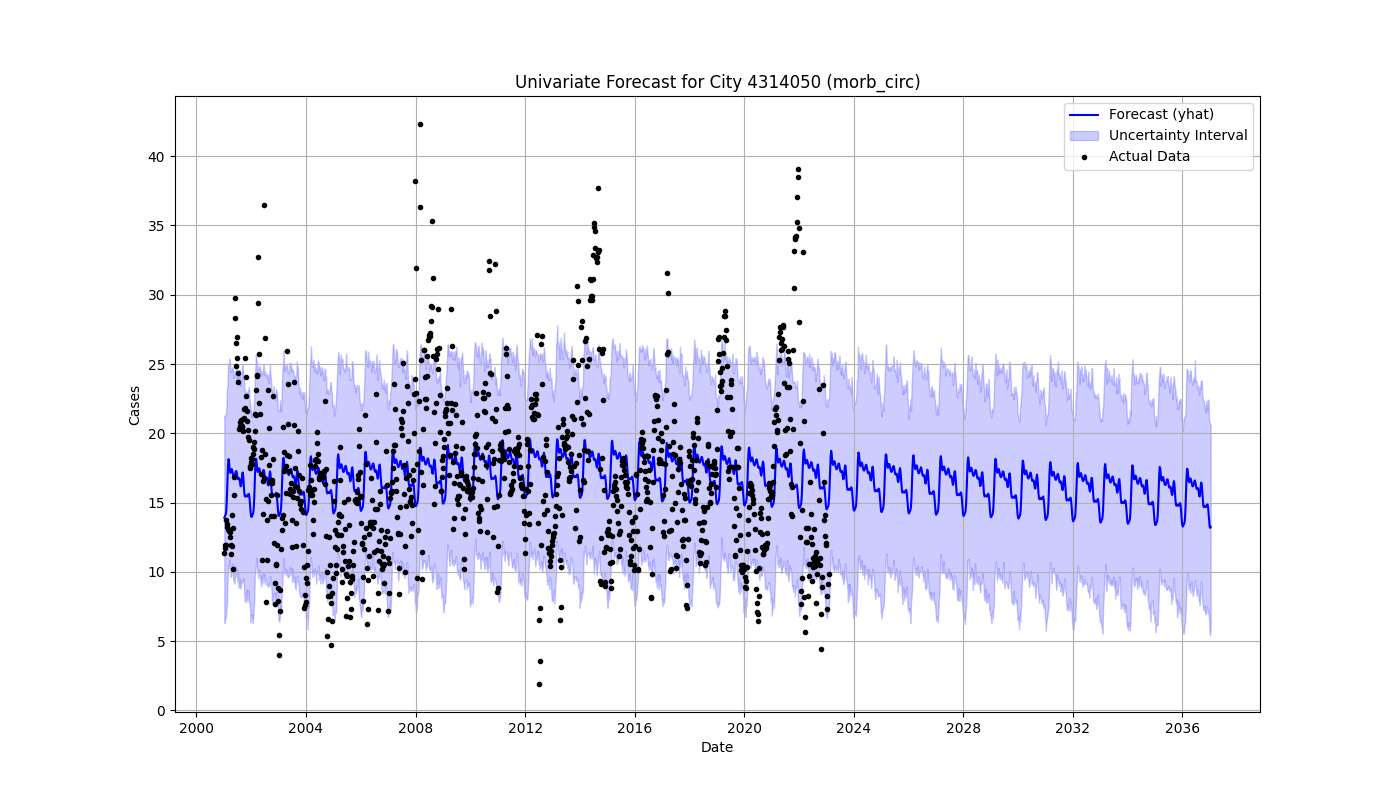 Univariate Forecast for City 4314050 (morb_circ)
Forecast (yhat)
Uncertainty Interval
Actual Data
Cases
40
35
30
25
20
15
10
5
0
2000 2004 2008 2012 2016 2020 2024 2028 2032 2036
Date